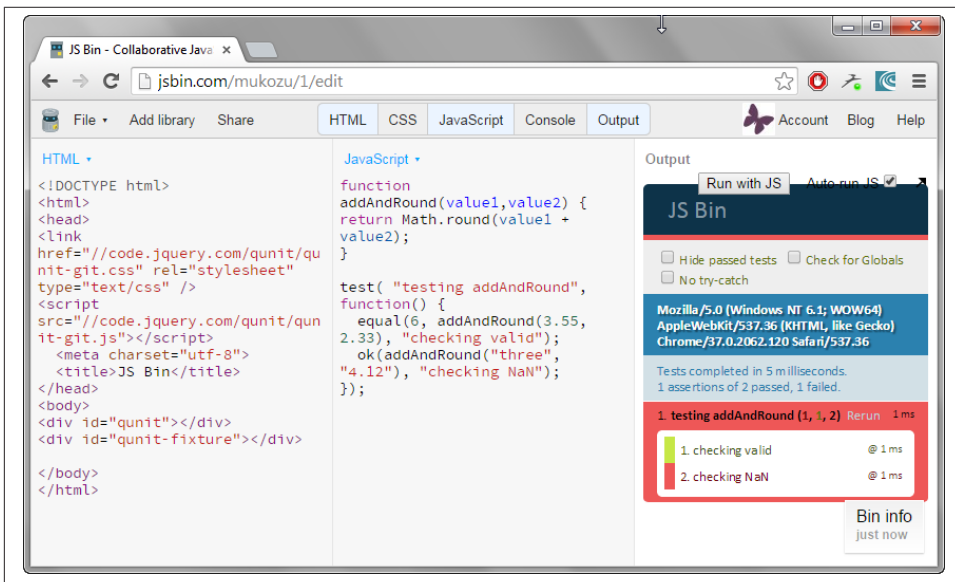 JS Bin - Collaborative Java
jsbin.com/mukozu/1/edit
File Add library Share HTML CSS JavaScript Console Output Account Blog Help
HTML
<!DOCTYPE html>
<html>
<head>
<link
href="//code.jquery.com/qunit/qu
nit-git.css" rel="stylesheet"
type="text/css" />
<script
src="//code.jquery.com/qunit/qun
it-git.js"></script>
<meta charset="utf-8">
<title>JS Bin</title>
</head>
<body>
<div id="qunit"></div>
<div id="qunit-fixture"></div>
</body>
</html>
JavaScript
function
addAndRound(value1,value2) {
return Math.round(value1 +
value2);
}
test( "testing addAndRound",
function() {
equal(6, addAndRound(3.55,
2.33), "checking valid");
ok(addAndRound("three",
"4.12"), "checking NaN");
});
Output
Run with JS Auto-run JS
JS Bin
Hide passed tests Check for Globals
No try-catch
Mozilla/5.0 (Windows NT 6.1; WOW64)
AppleWebKit/537.36 (KHTML, like Gecko)
Chrome/37.0.2062.120 Safari/537.36
Tests completed in 5 milliseconds.
1 assertions of 2 passed, 1 failed.
1. testing addAndRound (1, 1, 2) Rerun 1 ms
1. checking valid @ 1 ms
2. checking NaN @ 1 ms
Bin info
just now